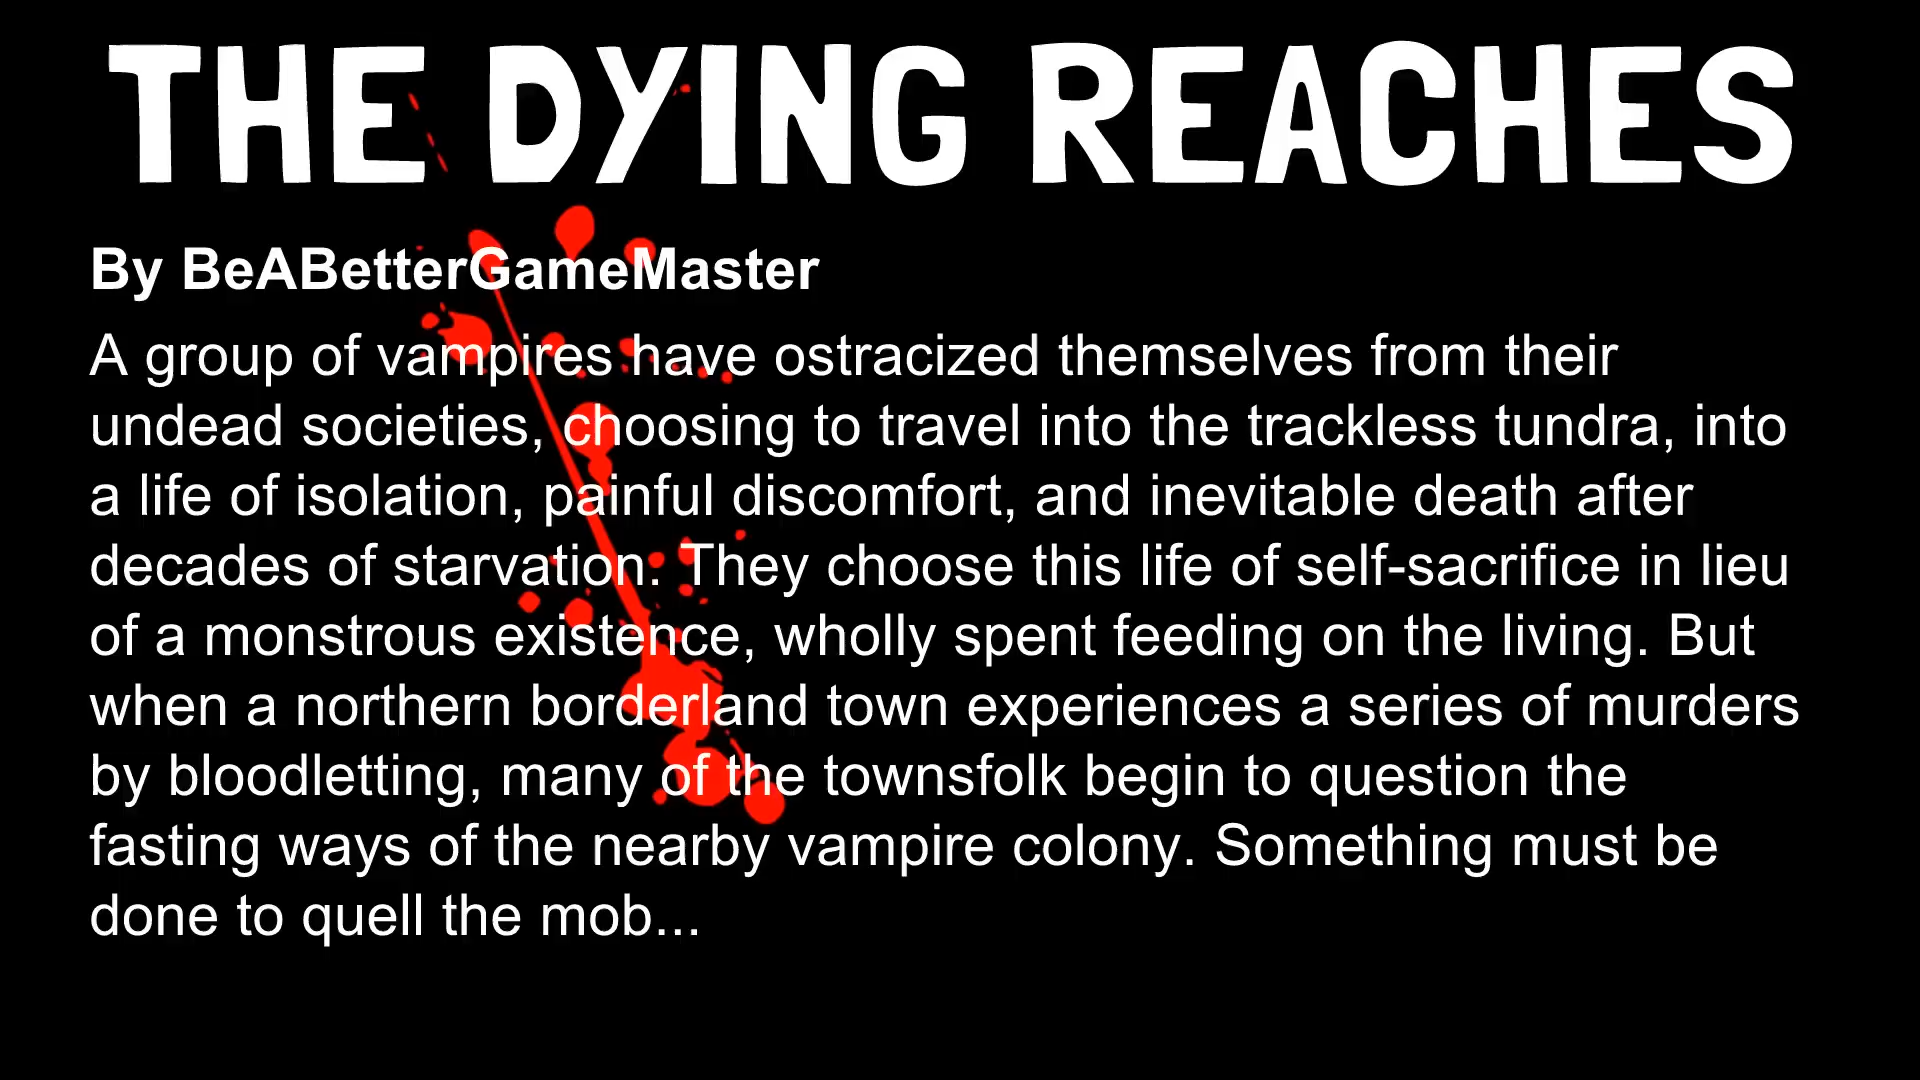 THE DYING REACHES
By BeABetterGameMaster
A group of vampires have ostracized themselves from their
undead societies, choosing to travel into the trackless tundra, into
a life of isolation, painful discomfort, and inevitable death after
decades of starvation. They choose this life of self-sacrifice in lieu
of a monstrous existence, wholly spent feeding on the living. But
when a northern borderland town experiences a series of murders
by bloodletting, many of the townsfolk begin to question the
fasting ways of the nearby vampire colony. Something must be
done to quell the mob...